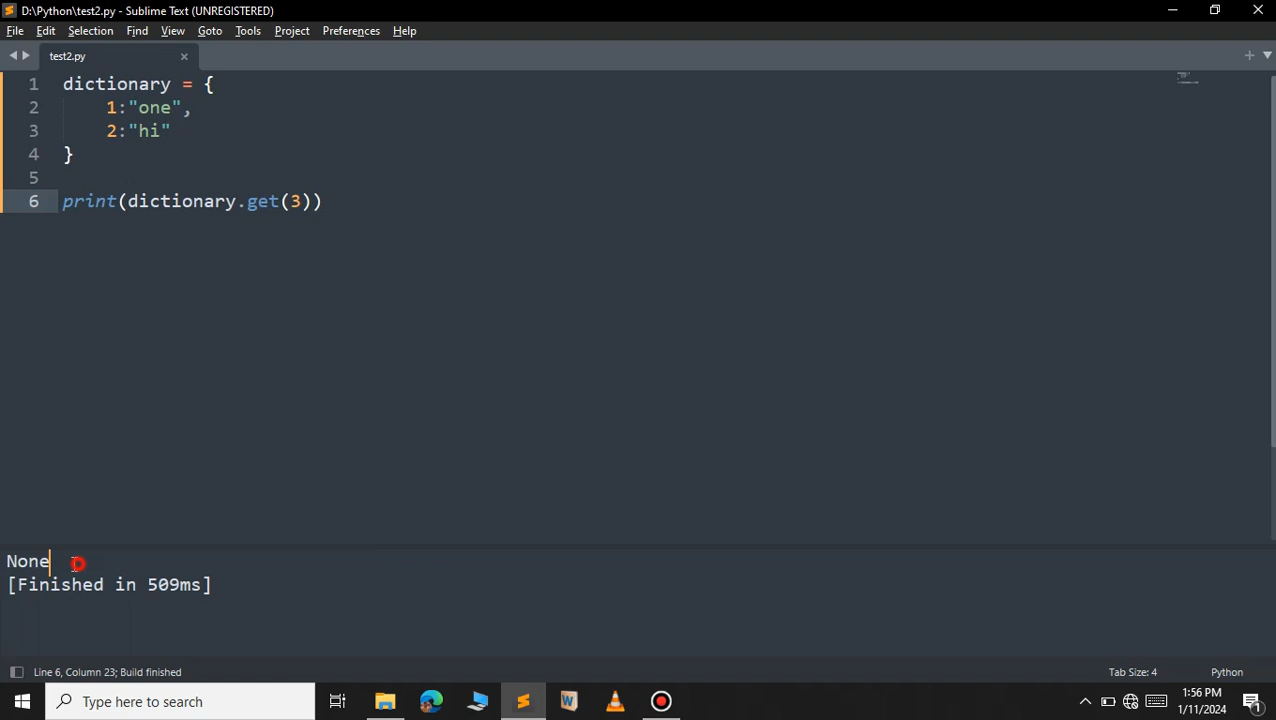 D:\Python\test2.py - Sublime Text (UNREGISTERED)
File Edit Selection Find View Goto Tools Project Preferences Help
test2.py
1 dictionary = {
2 1:"one",
3 2:"hi"
4 }
5
6 print(dictionary.get(3))
None
[Finished in 509ms]
Line 6, Column 23; Build finished Tab Size: 4 Python
Type here to search
1:56 PM
1/11/2024
1